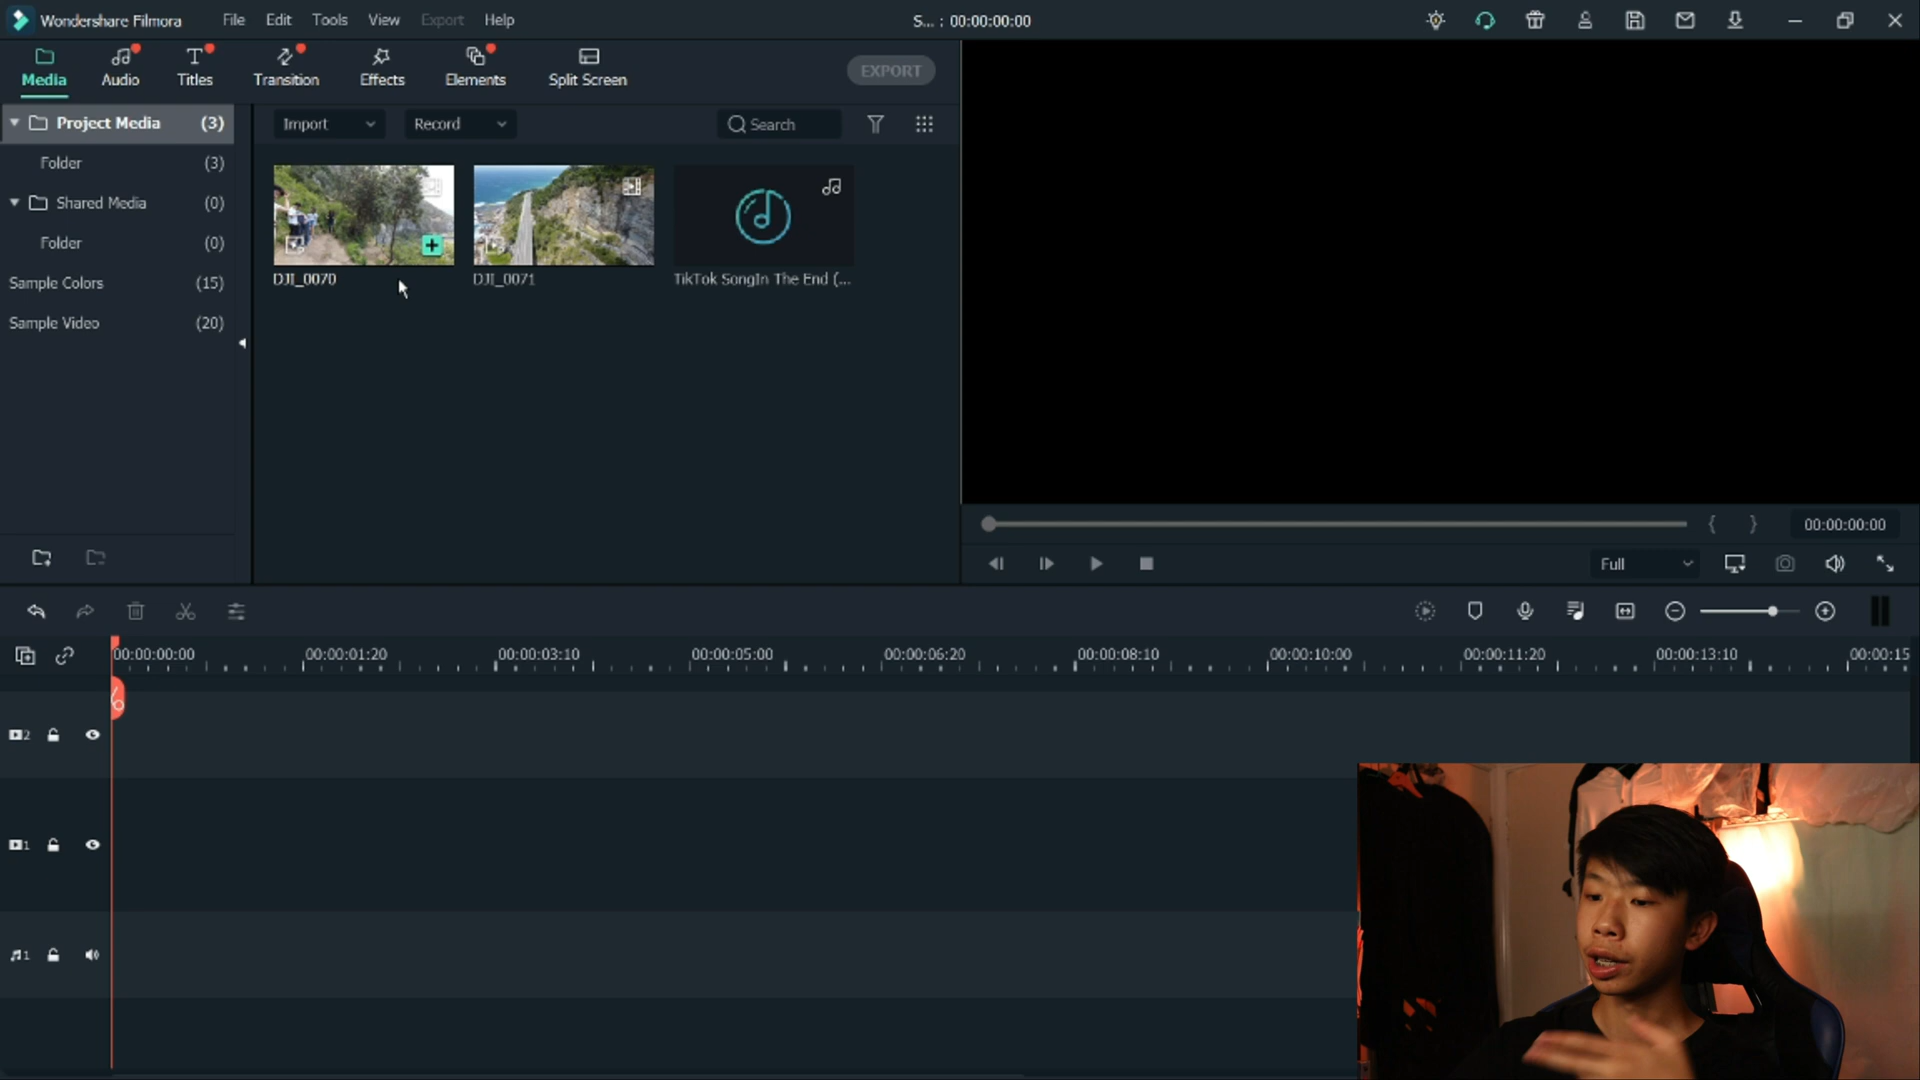 Wondershare Filmora File Edit Tools View Export Help S... : 00:00:00:00
Media Audio Titles Transition Effects Elements Split Screen EXPORT
Project Media (3)
Folder (3)
Shared Media (0)
Folder (0)
Sample Colors (15)
Sample Video (20)
Import Record Search
DJI_0070 DJI_0071 TikTok SongIn The End (...
{ } 00:00:00:00
Full
00:00:00:00 00:00:01:20 00:00:03:10 00:00:05:00 00:00:06:20 00:00:08:10 00:00:10:00 00:00:11:20 00:00:13:10 00:00:15
2
1
1